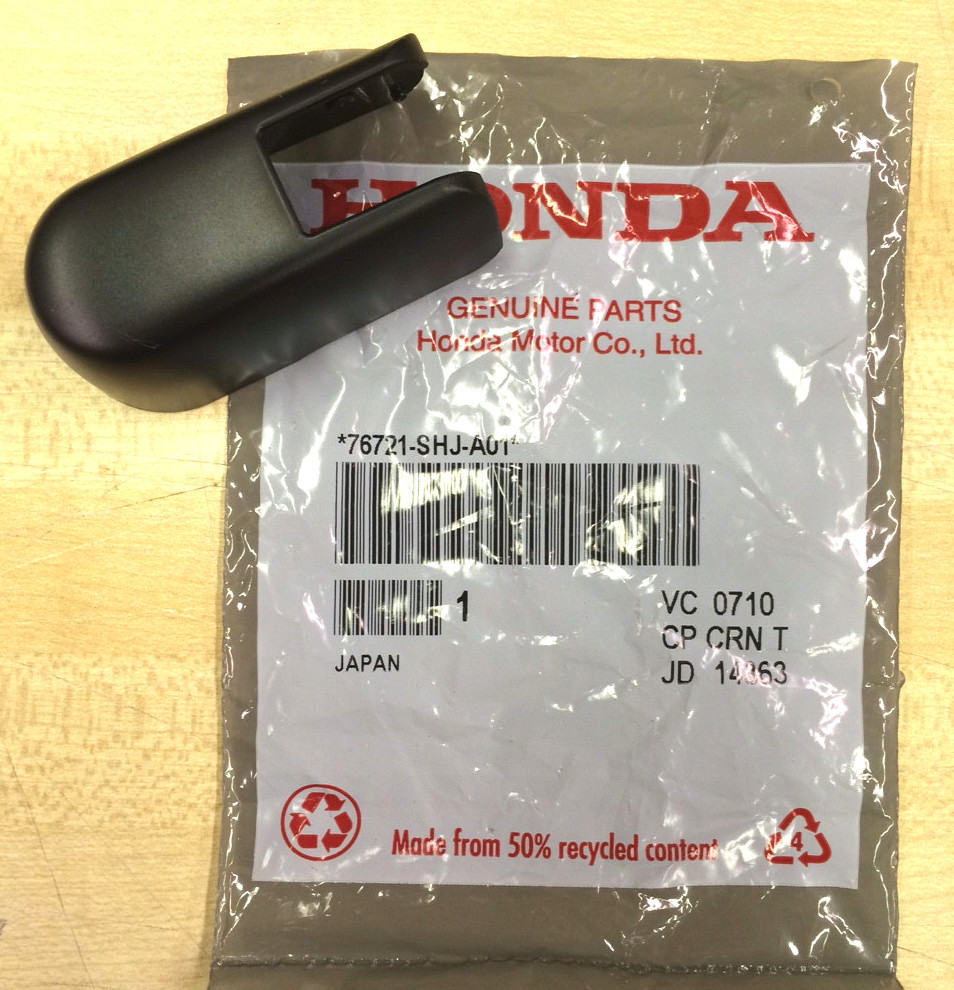 HONDA
GENUINE PARTS
Honda Motor Co., Ltd.
*76721-SHJ-A01*
1
JAPAN
VC 0710
CP CRN T
JD 14363
Made from 50% recycled content
4